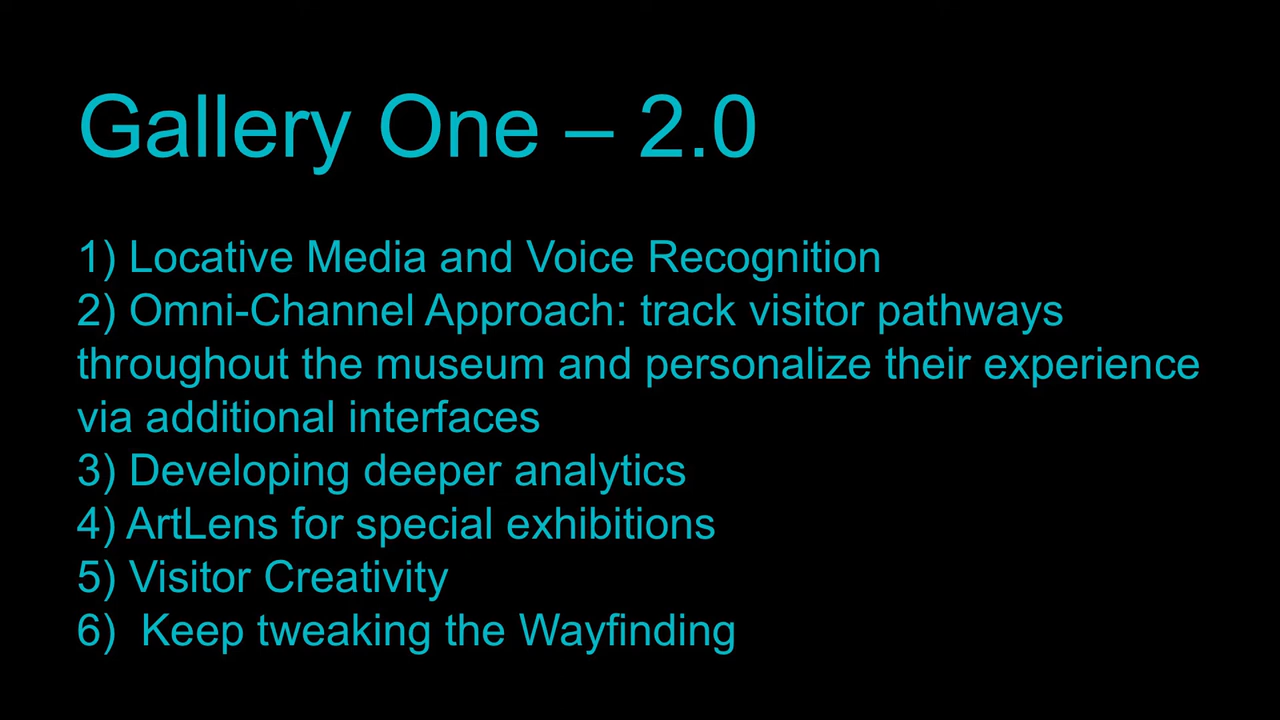 Gallery One – 2.0
1) Locative Media and Voice Recognition
2) Omni-Channel Approach: track visitor pathways
throughout the museum and personalize their experience
via additional interfaces
3) Developing deeper analytics
4) ArtLens for special exhibitions
5) Visitor Creativity
6)  Keep tweaking the Wayfinding